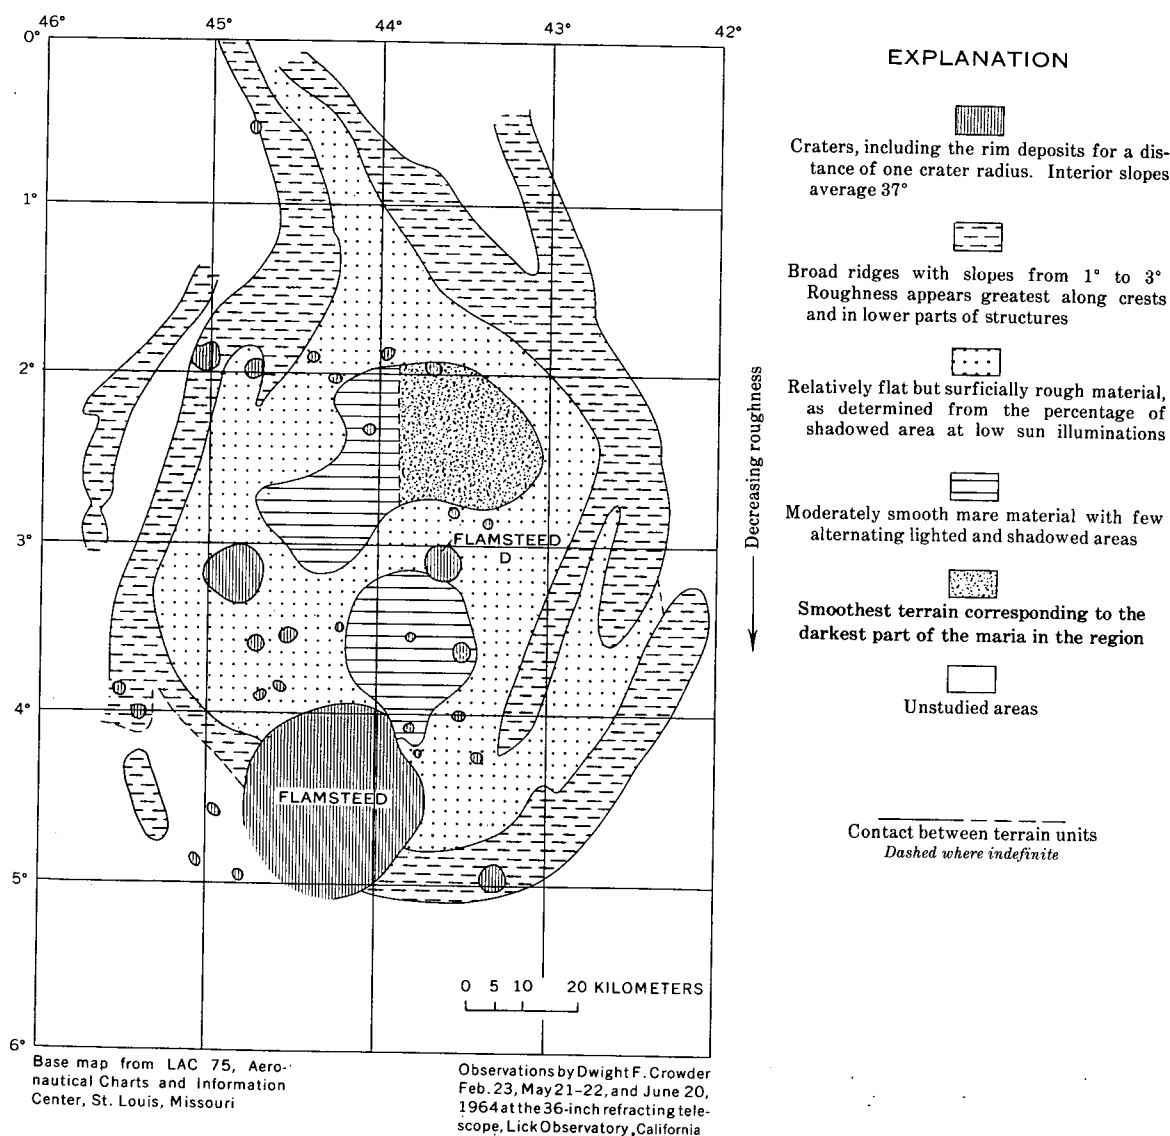 46°
45°
44°
43°
42°
0°
1°
2°
3°
4°
5°
6°
FLAMSTEED
D
FLAMSTEED
0 5 10 20 KILOMETERS
Base map from LAC 75, Aero-
nautical Charts and Information
Center, St. Louis, Missouri
Observations by Dwight F. Crowder
Feb. 23, May 21-22, and June 20,
1964 at the 36-inch refracting tele-
scope, Lick Observatory, California
EXPLANATION
Craters, including the rim deposits for a dis-
tance of one crater radius. Interior slopes
average 37°
Broad ridges with slopes from 1° to 3°
Roughness appears greatest along crests
and in lower parts of structures
Relatively flat but surficially rough material,
as determined from the percentage of
shadowed area at low sun illuminations
Moderately smooth mare material with few
alternating lighted and shadowed areas
Smoothest terrain corresponding to the
darkest part of the maria in the region
Unstudied areas
Decreasing roughness
Contact between terrain units
Dashed where indefinite